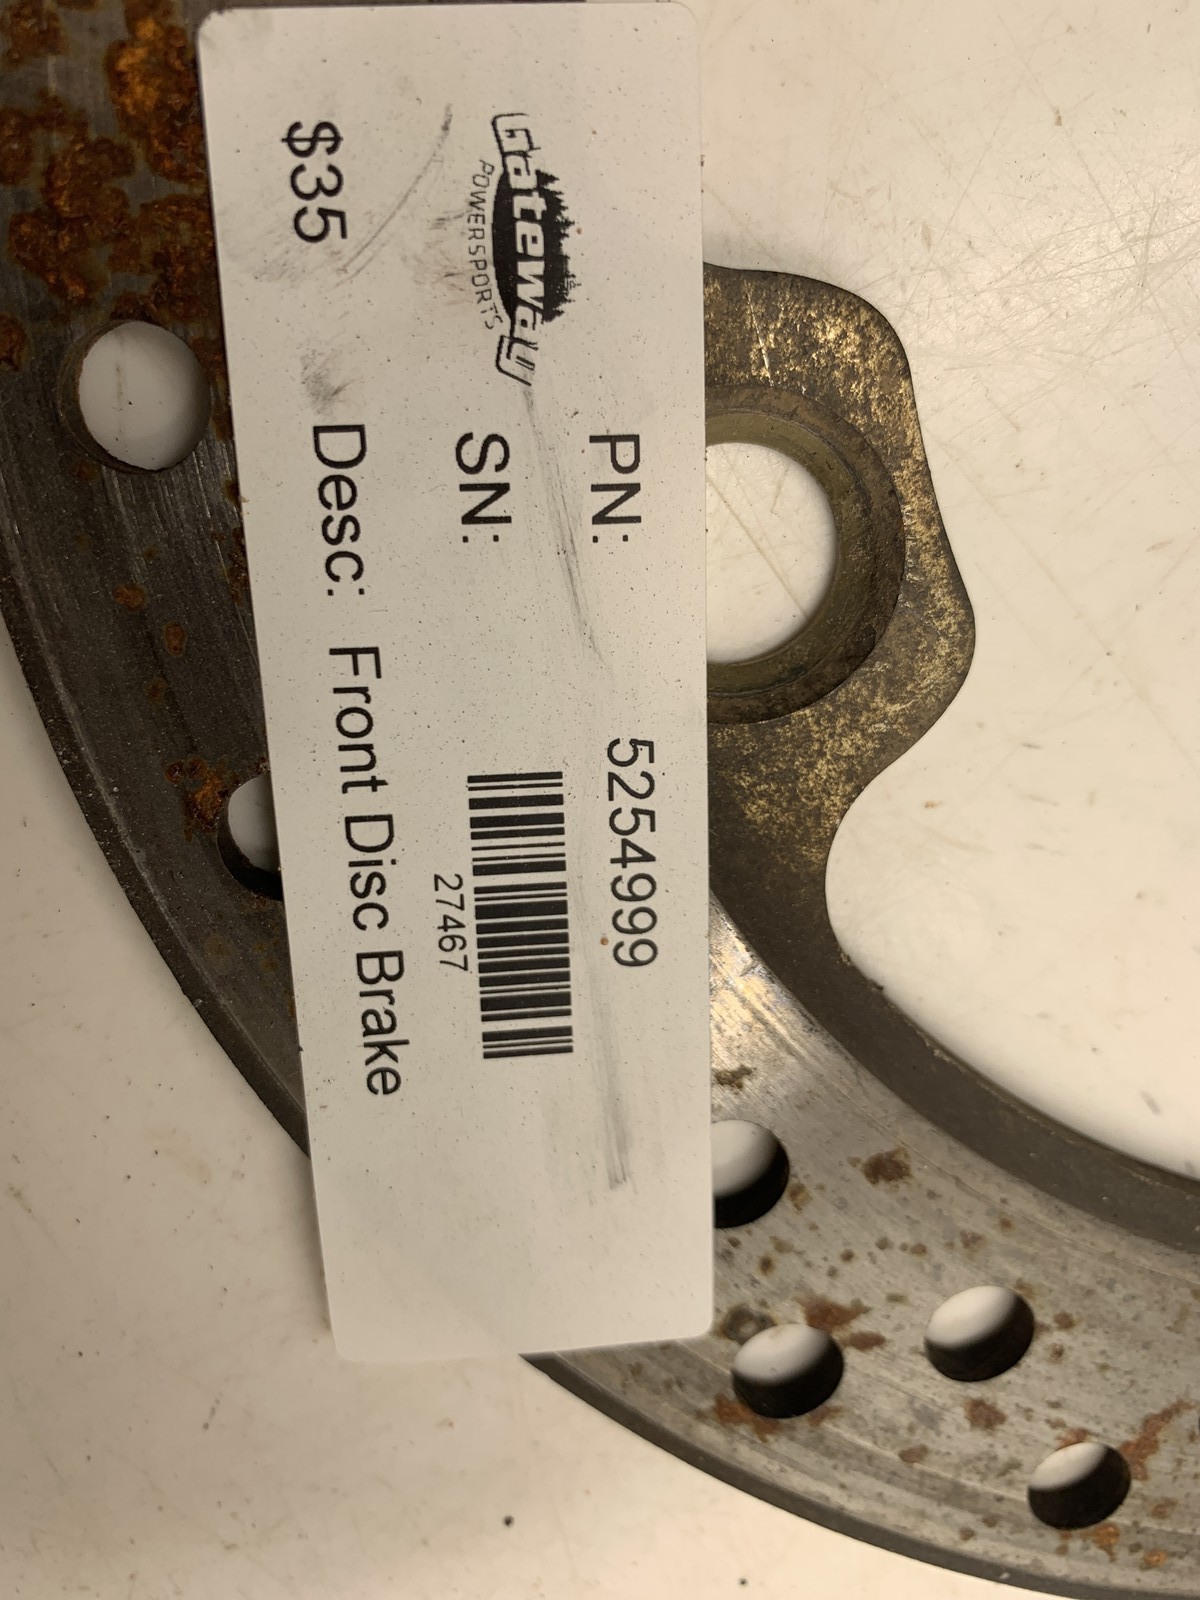 Gateway
POWERSPORTS
PN: 5254999
SN:
27467
$35
Desc: Front Disc Brake